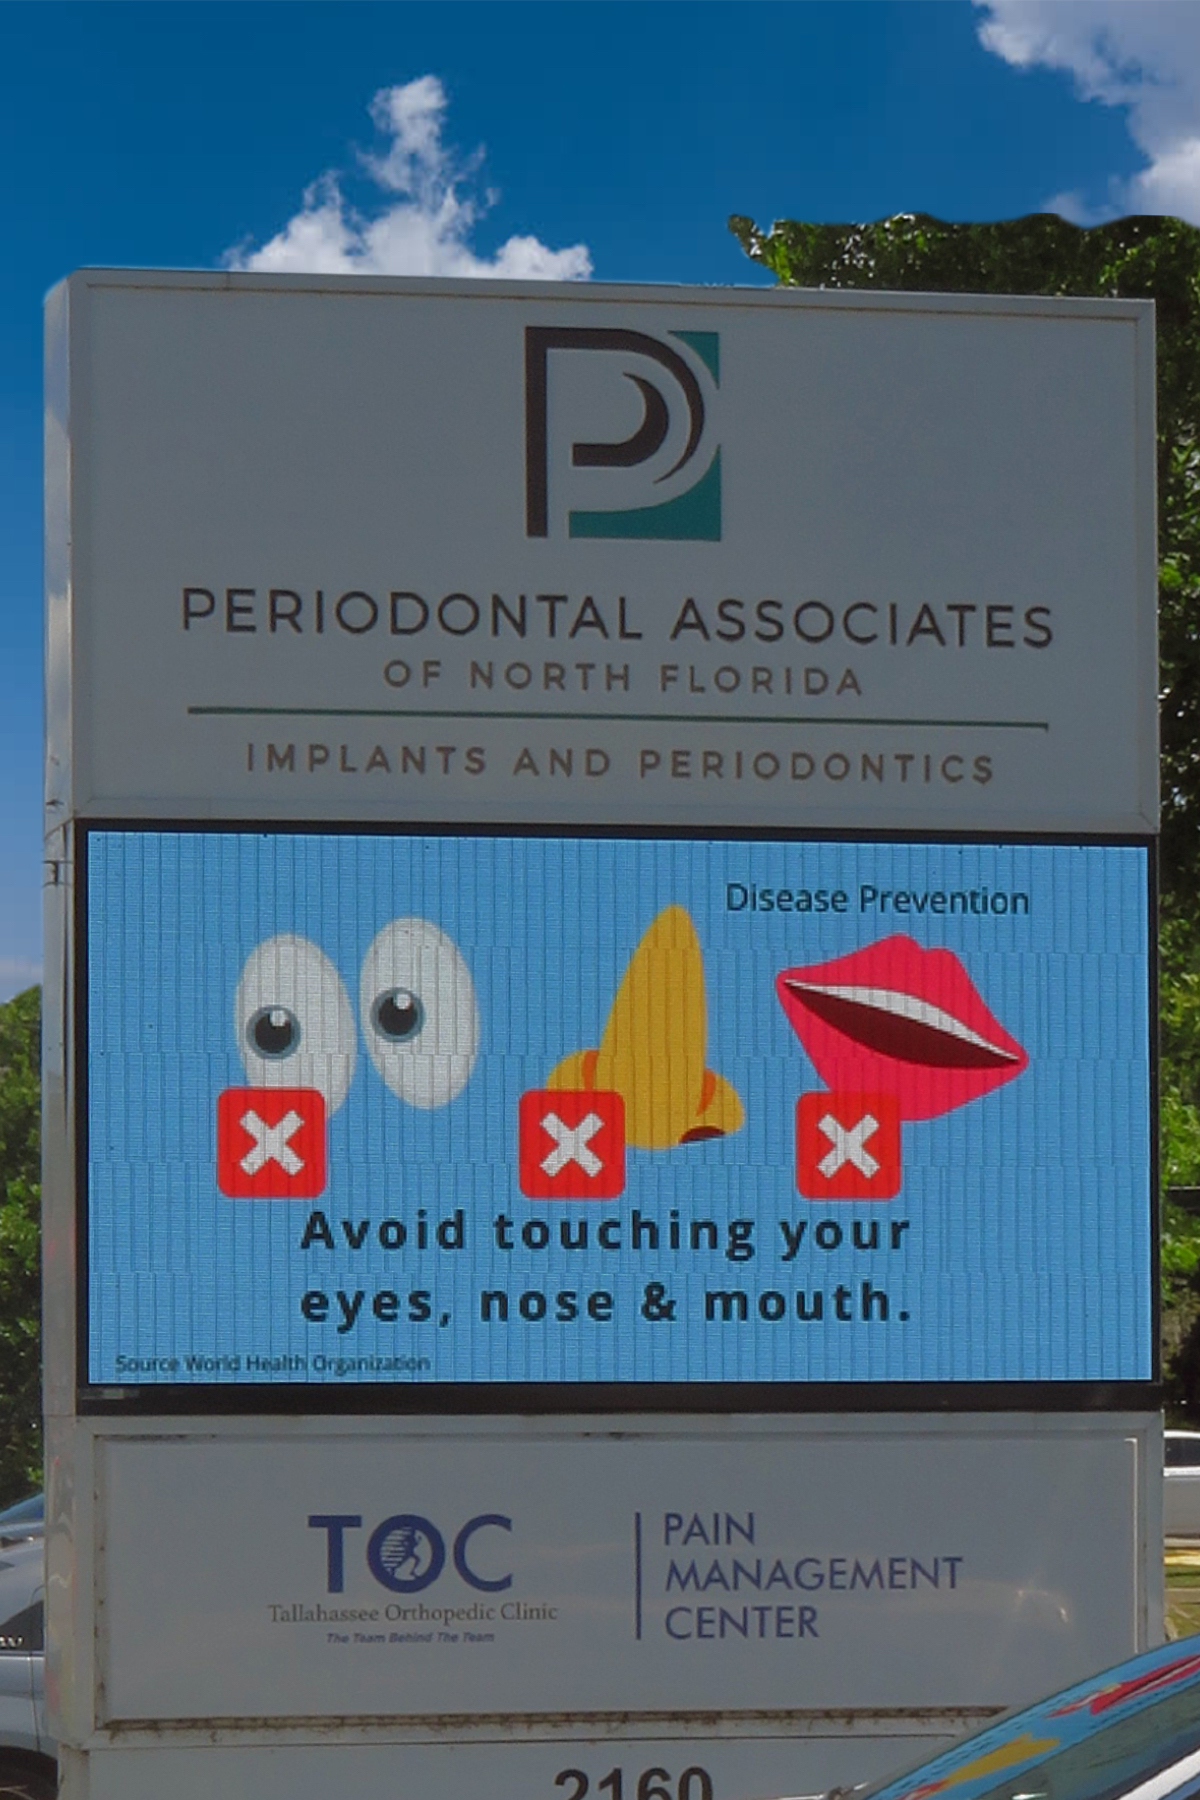 PERIODONTAL ASSOCIATES
OF NORTH FLORIDA
IMPLANTS AND PERIODONTICS
Disease Prevention
Avoid touching your
eyes, nose & mouth.
Source World Health Organization
TOC
Tallahassee Orthopedic Clinic
The Team Behind The Team
PAIN
MANAGEMENT
CENTER
2160